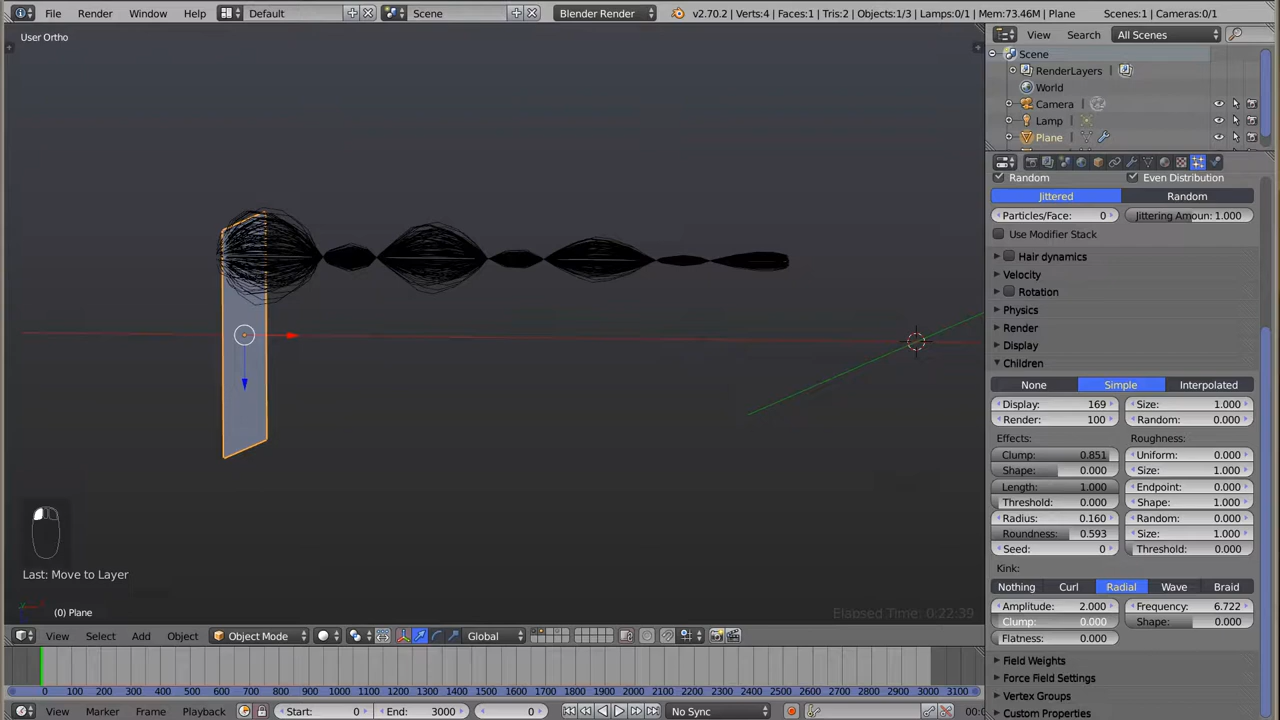 File Render Window Help Default Scene Blender Render v2.70.2 | Verts:4 | Faces:1 | Tris:2 | Objects:1/3 | Lamps:0/1 | Mem:73.46M | Plane Scenes:1 | Cameras:0/1
User Ortho
View Search All Scenes
Scene
RenderLayers
World
Camera
Lamp
Plane
Random Even Distribution
Jittered Random
Particles/Face: 0 Jittering Amoun: 1.000
Use Modifier Stack
Hair dynamics
Velocity
Rotation
Physics
Render
Display
Children
None Simple Interpolated
Display: 169 Size: 1.000
Render: 100 Random: 0.000
Effects: Roughness:
Clump: 0.851 Uniform: 0.000
Shape: 0.000 Size: 1.000
Length: 1.000 Endpoint: 0.000
Threshold: 0.000 Shape: 1.000
Radius: 0.160 Random: 0.000
Roundness: 0.593 Size: 1.000
Seed: 0 Threshold: 0.000
Kink:
Nothing Curl Radial Wave Braid
Amplitude: 2.000 Frequency: 6.722
Clump: 0.000 Shape: 0.000
Flatness: 0.000
Field Weights
Force Field Settings
Vertex Groups
Custom Properties
Last: Move to Layer
(0) Plane
Elapsed Time: 0:22:39
View Select Add Object Object Mode Global
0 100 200 300 400 500 600 700 800 900 1000 1100 1200 1300 1400 1500 1600 1700 1800 1900 2000 2100 2200 2300 2400 2500 2600 2700 2800 2900 3000 3100
View Marker Frame Playback Start: 0 End: 3000 0 No Sync